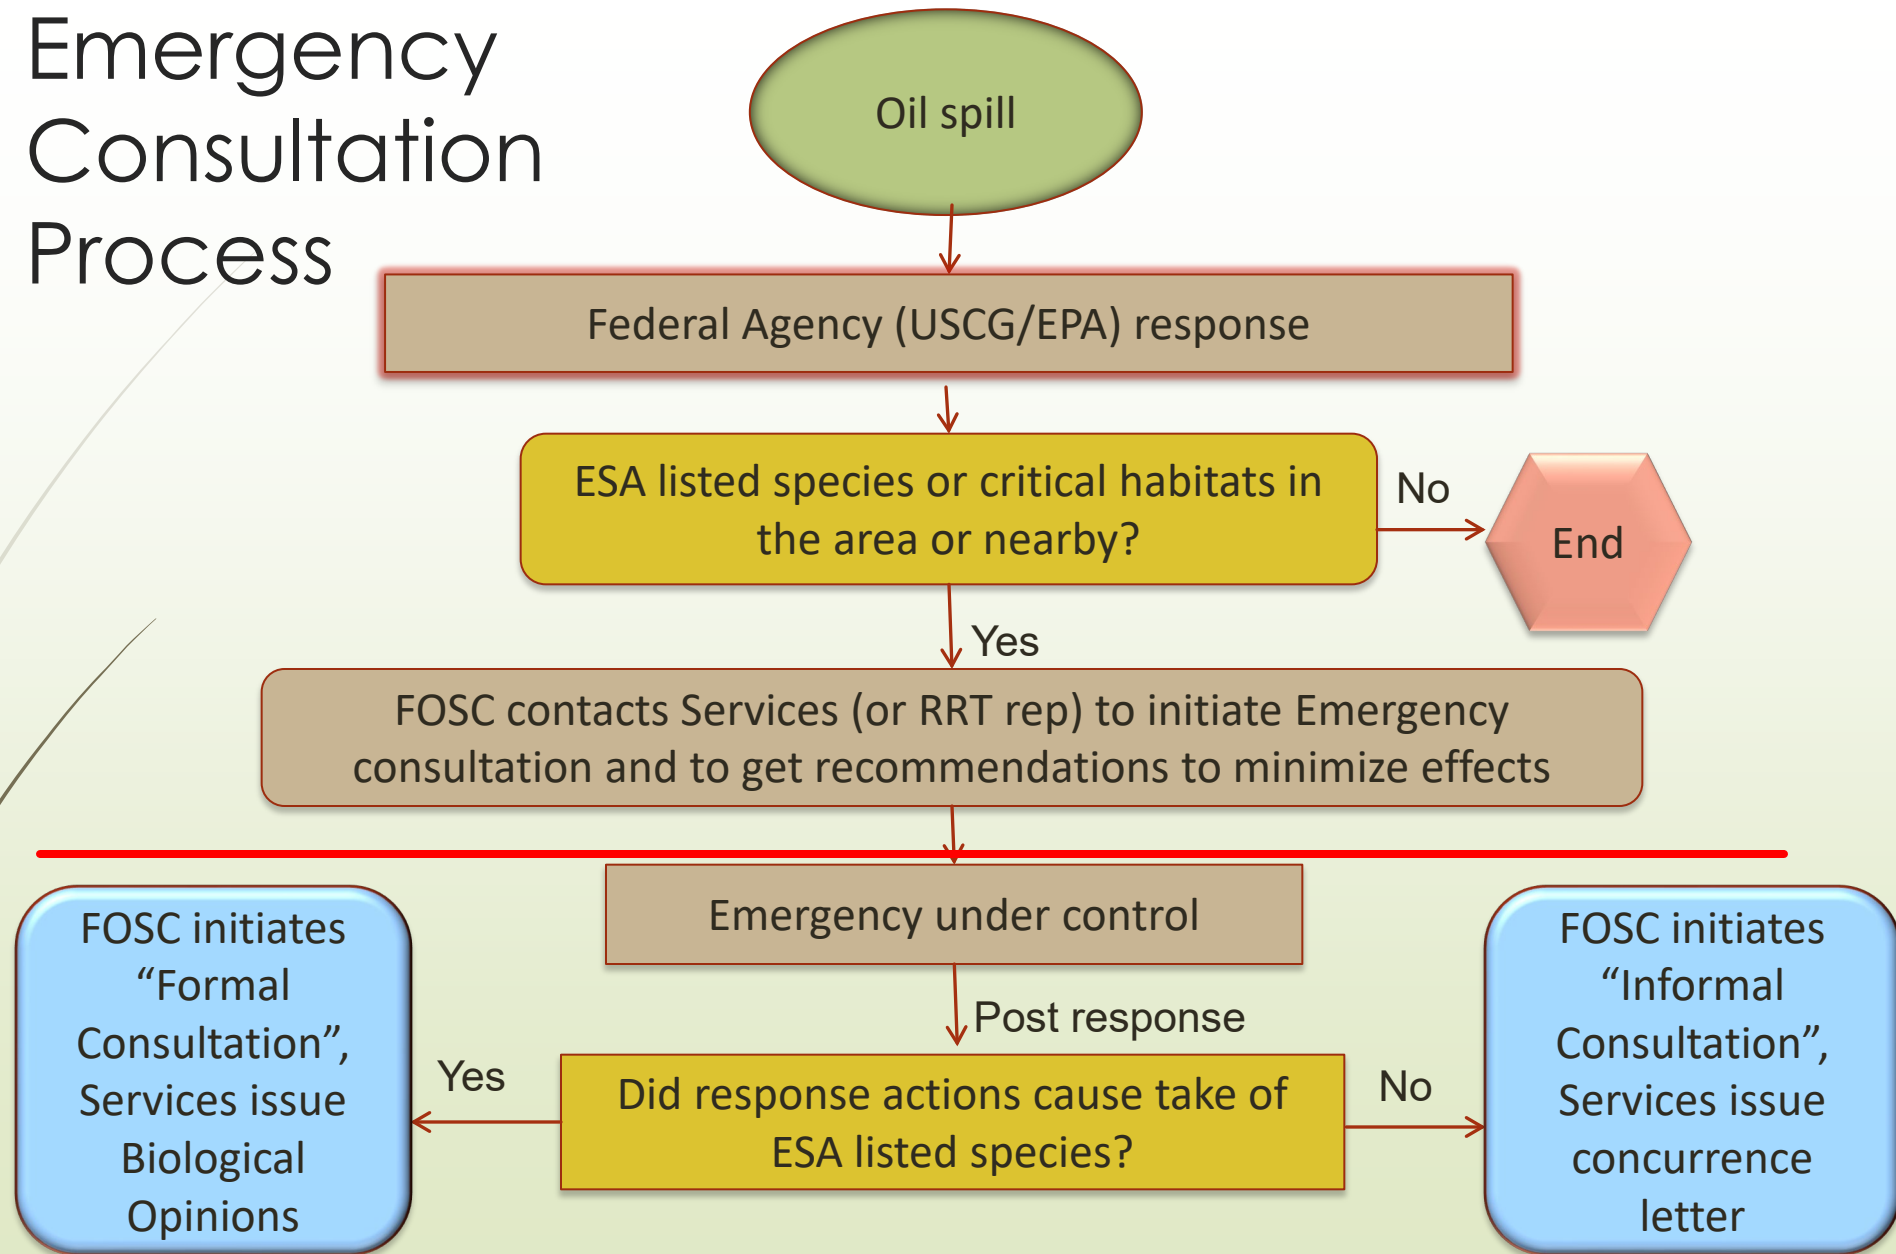 Emergency
Consultation
Process
Oil spill
Federal Agency (USCG/EPA) response
ESA listed species or critical habitats in
the area or nearby?
No
End
Yes
FOSC contacts Services (or RRT rep) to initiate Emergency
consultation and to get recommendations to minimize effects
Emergency under control
Post response
Did response actions cause take of
ESA listed species?
Yes
FOSC initiates
“Formal
Consultation”,
Services issue
Biological
Opinions
No
FOSC initiates
“Informal
Consultation”,
Services issue
concurrence
letter